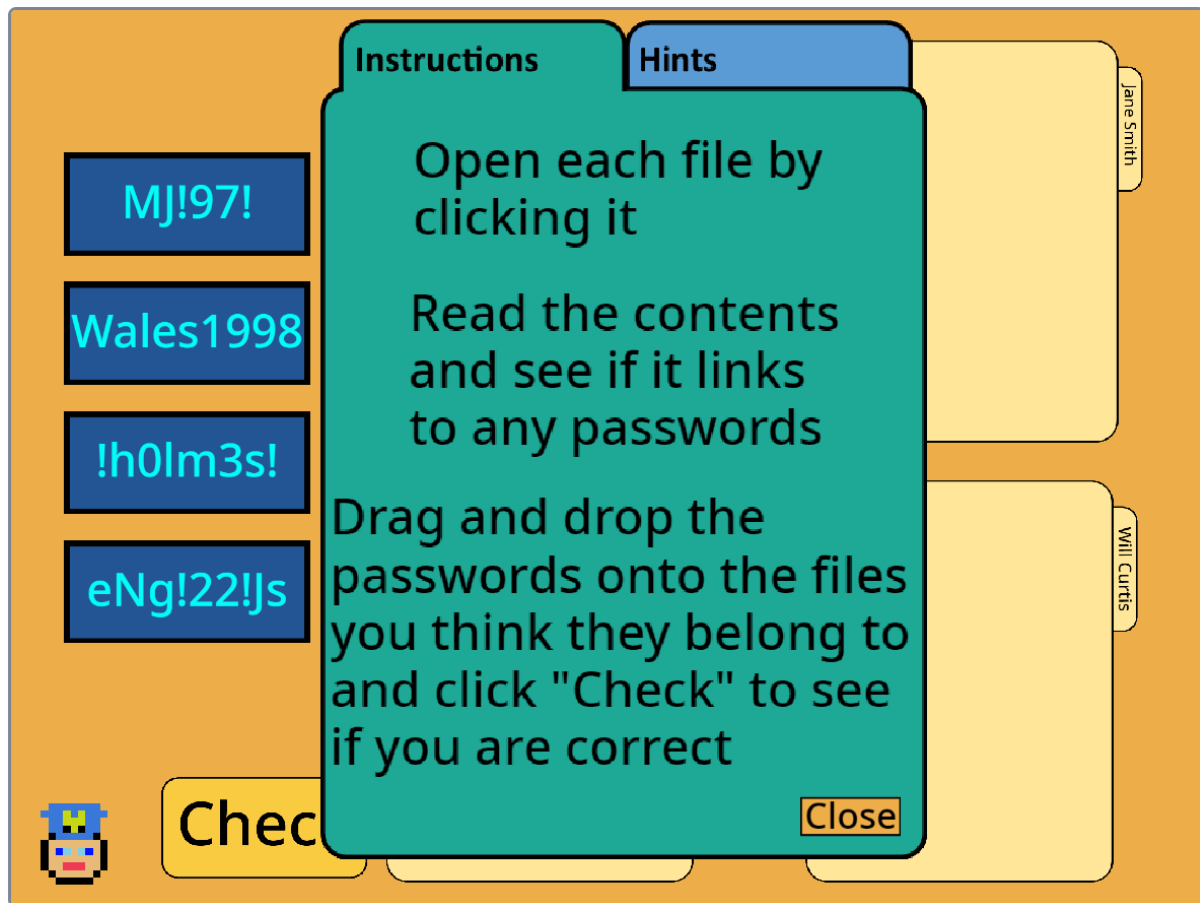 Instructions
Hints
Jane Smith
MJ!97!
Wales1998
!h0lm3s!
eNg!22!Js
Open each file by
clicking it
Read the contents
and see if it links
to any passwords
Drag and drop the
passwords onto the files
you think they belong to
and click "Check" to see
if you are correct
Will Curtis
Chec
Close